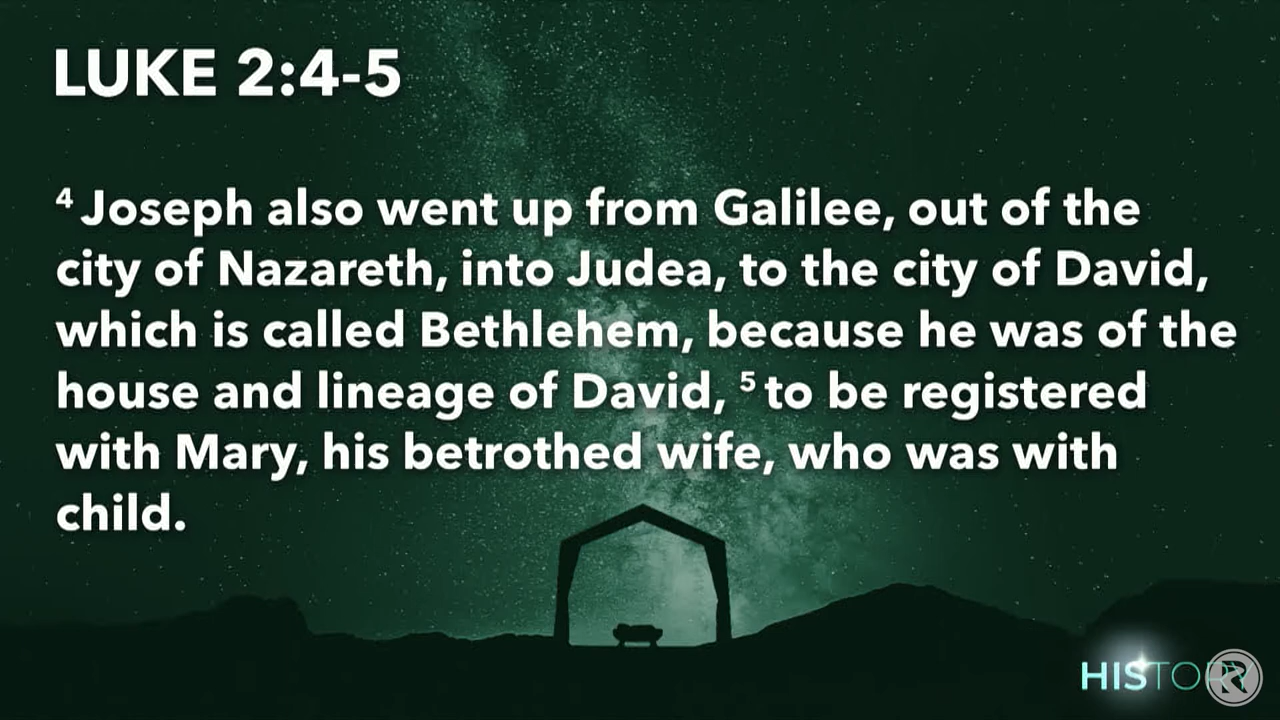 LUKE 2:4-5
4 Joseph also went up from Galilee, out of the
city of Nazareth, into Judea, to the city of David,
which is called Bethlehem, because he was of the
house and lineage of David, 5 to be registered
with Mary, his betrothed wife, who was with
child.
HISTORY